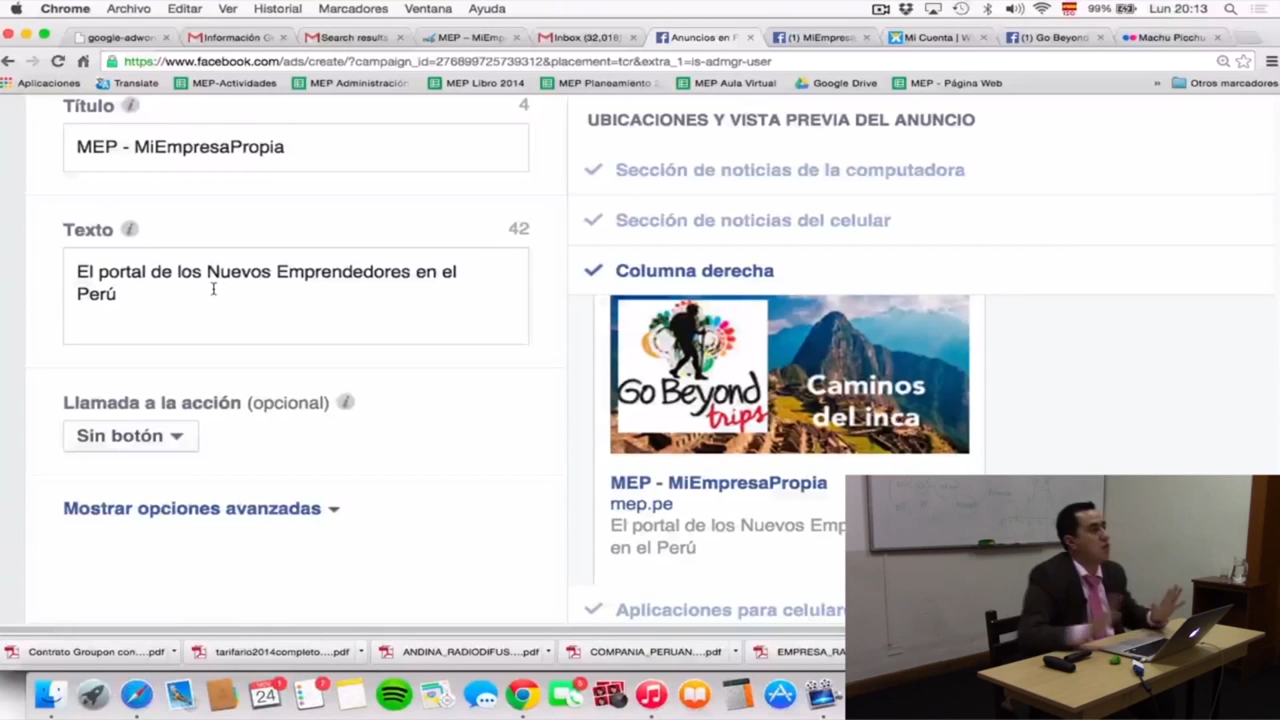 Chrome Archivo Editar Ver Historial Marcadores Ventana Ayuda
99% Lun 20:13
google-adwo Información G Search results MEP – MiEmp Inbox (32,018) Anuncios en F (1) MiEmpresa Mi Cuenta | W (1) Go Beyond Machu Picchu
https://www.facebook.com/ads/create/?campaign_id=276899725739312&placement=tcr&extra_1=is-admgr-user
Aplicaciones Translate MEP-Actividades MEP Administración MEP Libro 2014 MEP Planeamiento 2 MEP Aula Virtual Google Drive MEP - Página Web » Otros marcadores
Título 4
MEP - MiEmpresaPropia
Texto 42
El portal de los Nuevos Emprendedores en el
Perú
Llamada a la acción (opcional)
Sin botón
Mostrar opciones avanzadas
UBICACIONES Y VISTA PREVIA DEL ANUNCIO
Sección de noticias de la computadora
Sección de noticias del celular
Columna derecha
Go Beyond
trips
Caminos
del inca
MEP - MiEmpresaPropia
mep.pe
El portal de los Nuevos Emp
en el Perú
Aplicaciones para celular
Contrato Groupon con....pdf tarifario2014completo....pdf ANDINA_RADIODIFUS....pdf COMPANIA_PERUAN....pdf EMPRESA_RA
NOV
24